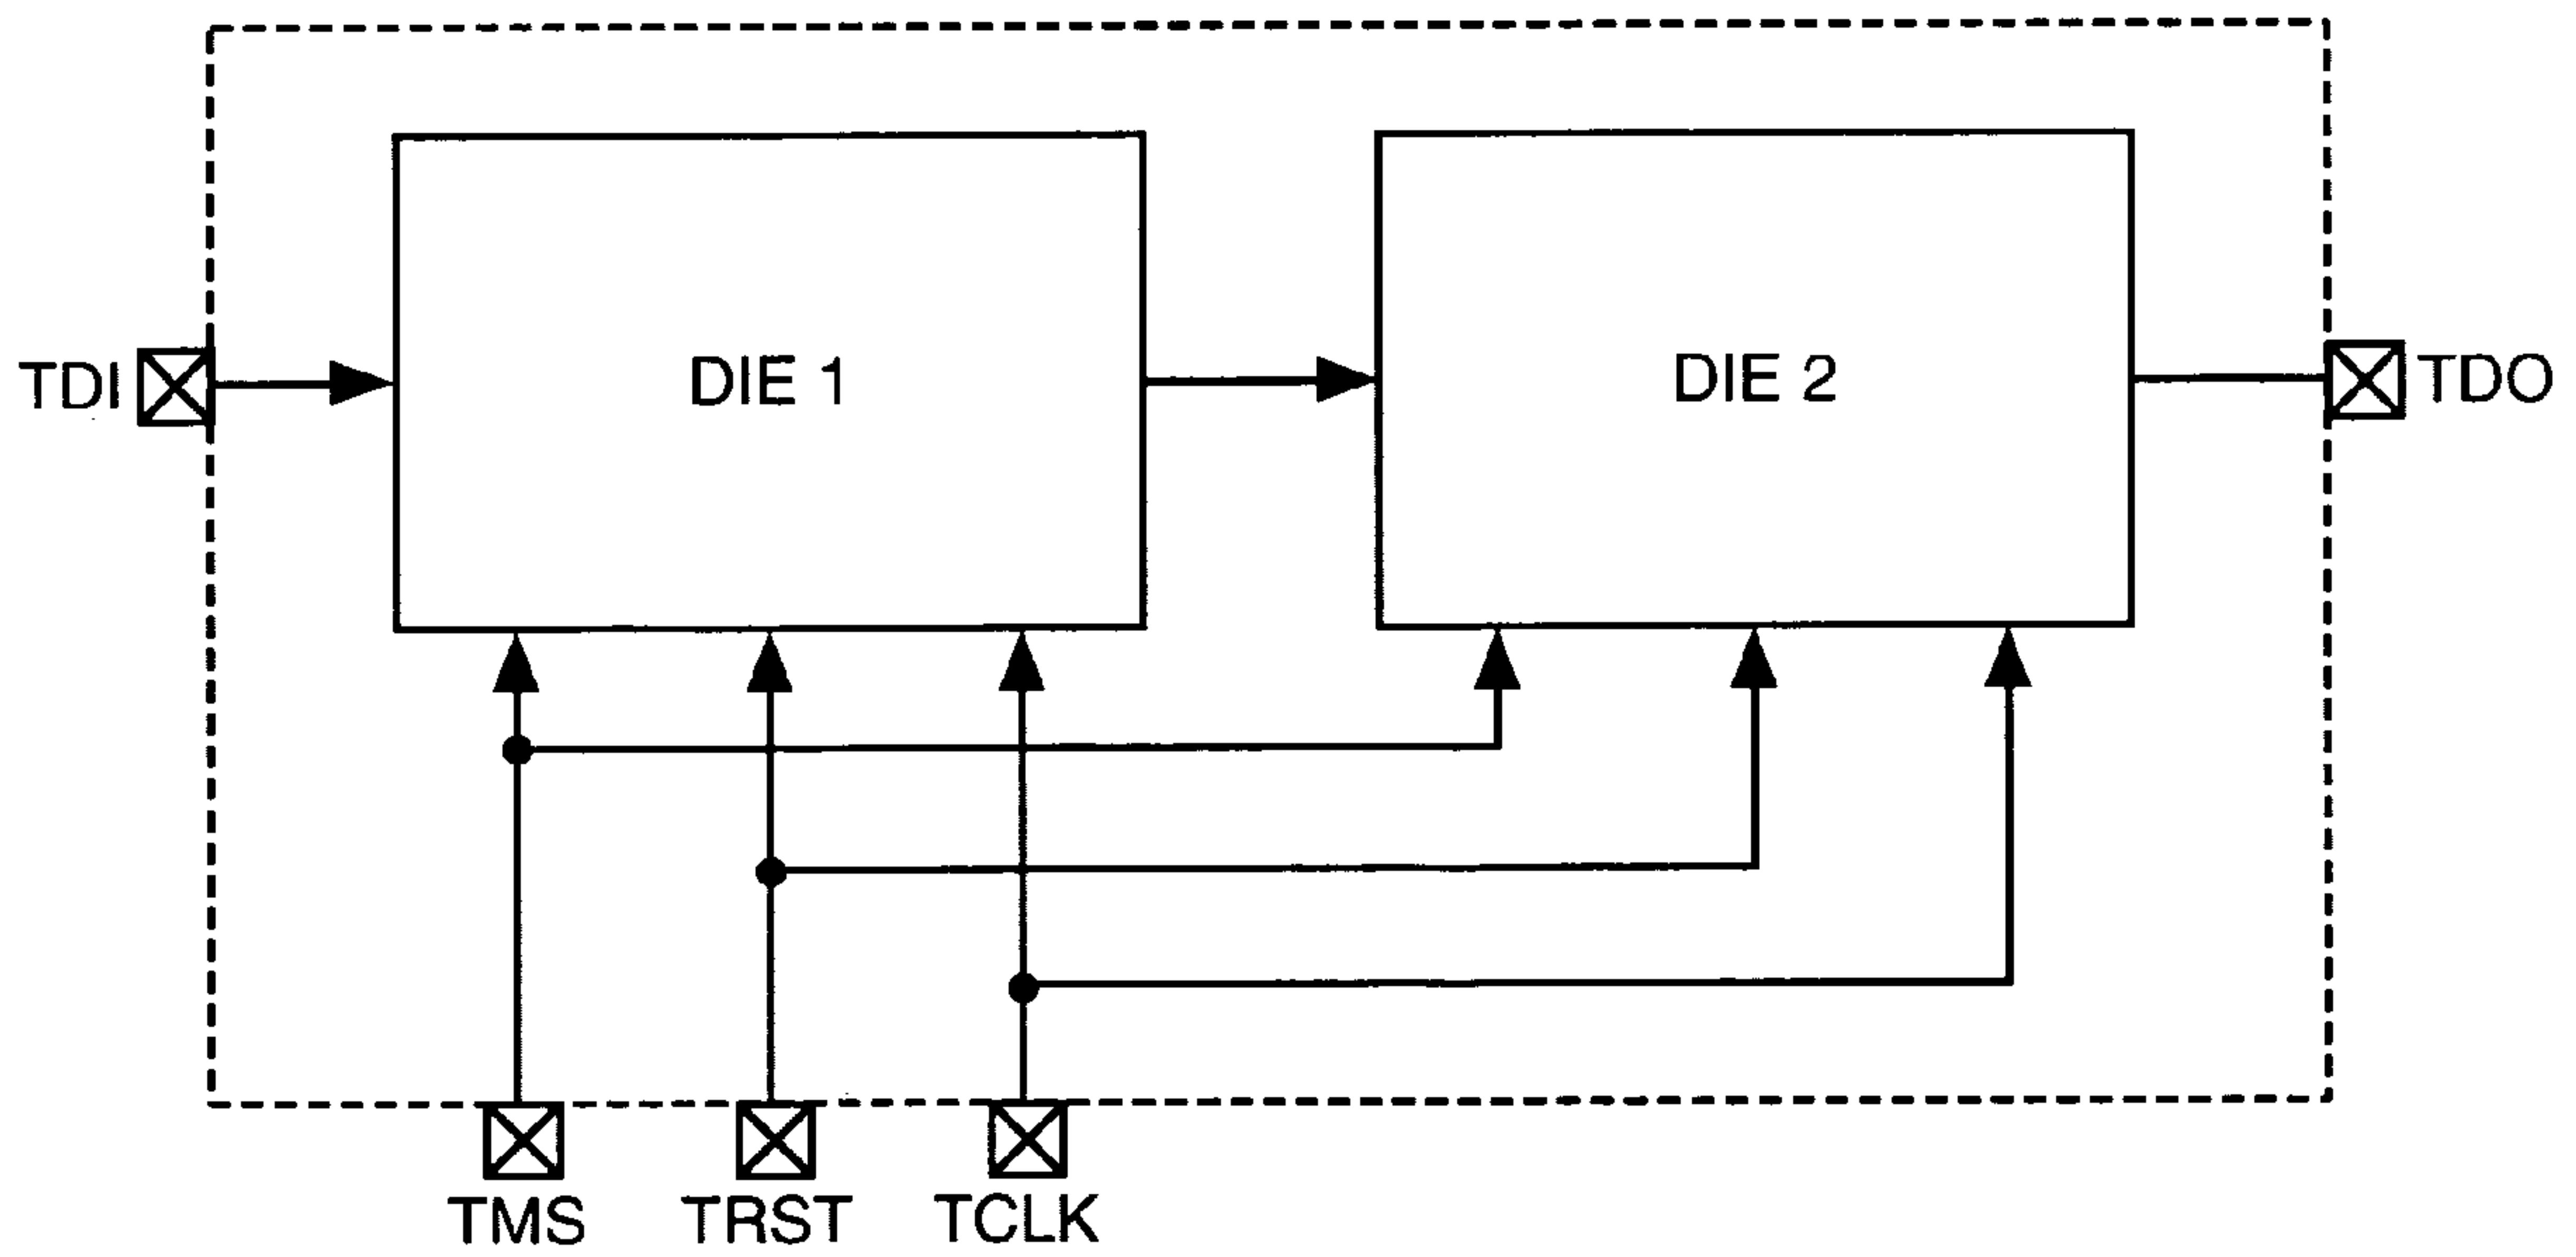 TDI
DIE 1
DIE 2
TDO
TMS
TRST
TCLK